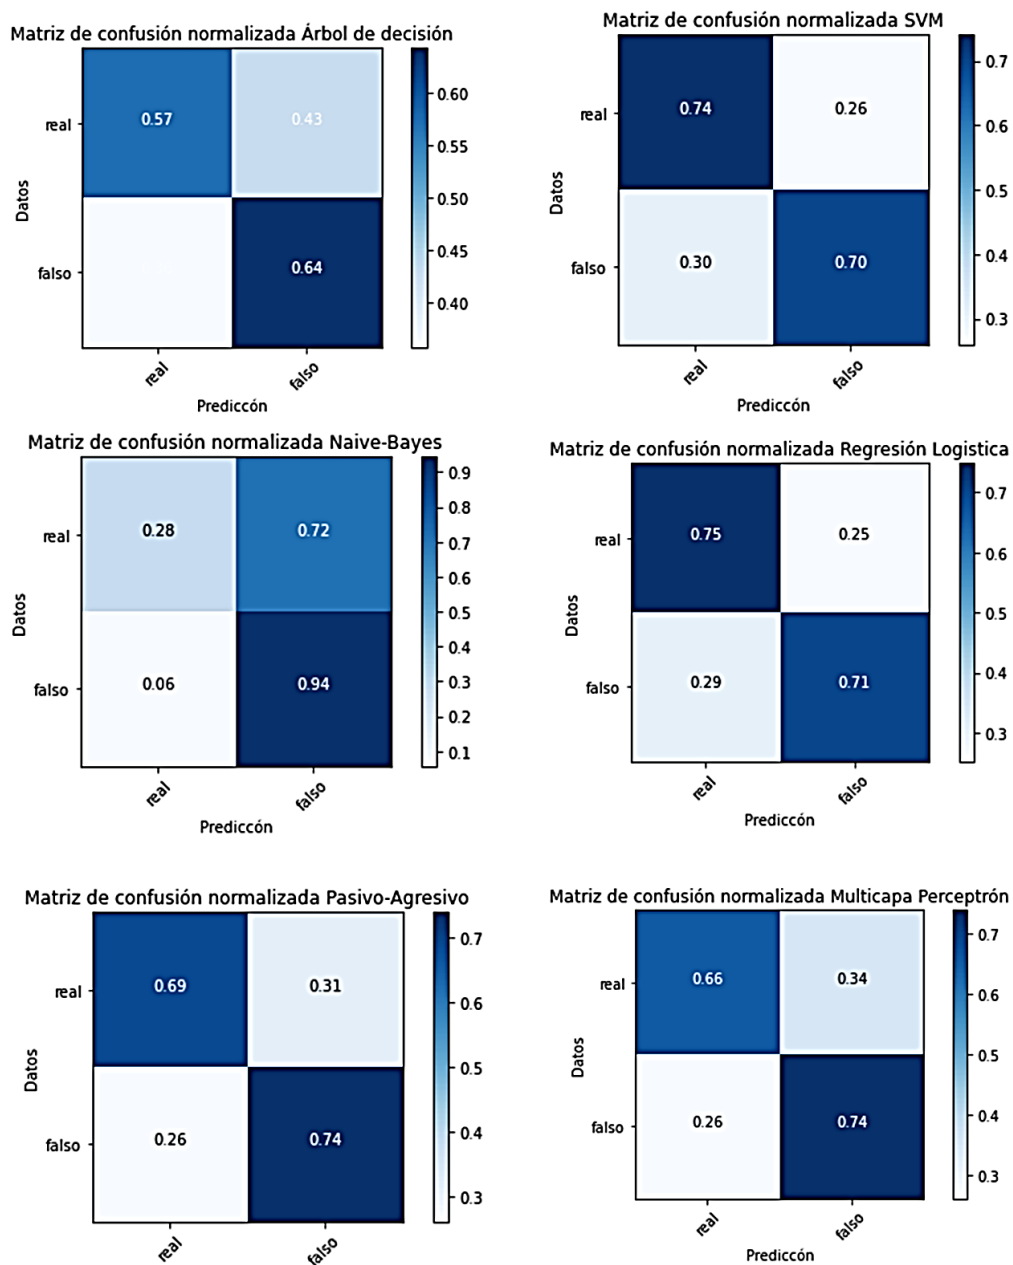 Matriz de confusión normalizada Árbol de decisión
real
0.57
0.43
falso
0.64
Datos
real
falso
Prediccón
0.60
0.55
0.50
0.45
0.40
Matriz de confusión normalizada SVM
real
0.74
0.26
falso
0.30
0.70
Datos
real
falso
Prediccón
0.7
0.6
0.5
0.4
0.3
Matriz de confusión normalizada Naive-Bayes
real
0.28
0.72
falso
0.06
0.94
Datos
real
falso
Prediccón
0.9
0.8
0.7
0.6
0.5
0.4
0.3
0.2
0.1
Matriz de confusión normalizada Regresión Logistica
real
0.75
0.25
falso
0.29
0.71
Datos
real
falso
Prediccón
0.7
0.6
0.5
0.4
0.3
Matriz de confusión normalizada Pasivo-Agresivo
real
0.69
0.31
falso
0.26
0.74
Datos
real
falso
0.7
0.6
0.5
0.4
0.3
Matriz de confusión normalizada Multicapa Perceptrón
real
0.66
0.34
falso
0.26
0.74
Datos
real
falso
Prediccón
0.7
0.6
0.5
0.4
0.3